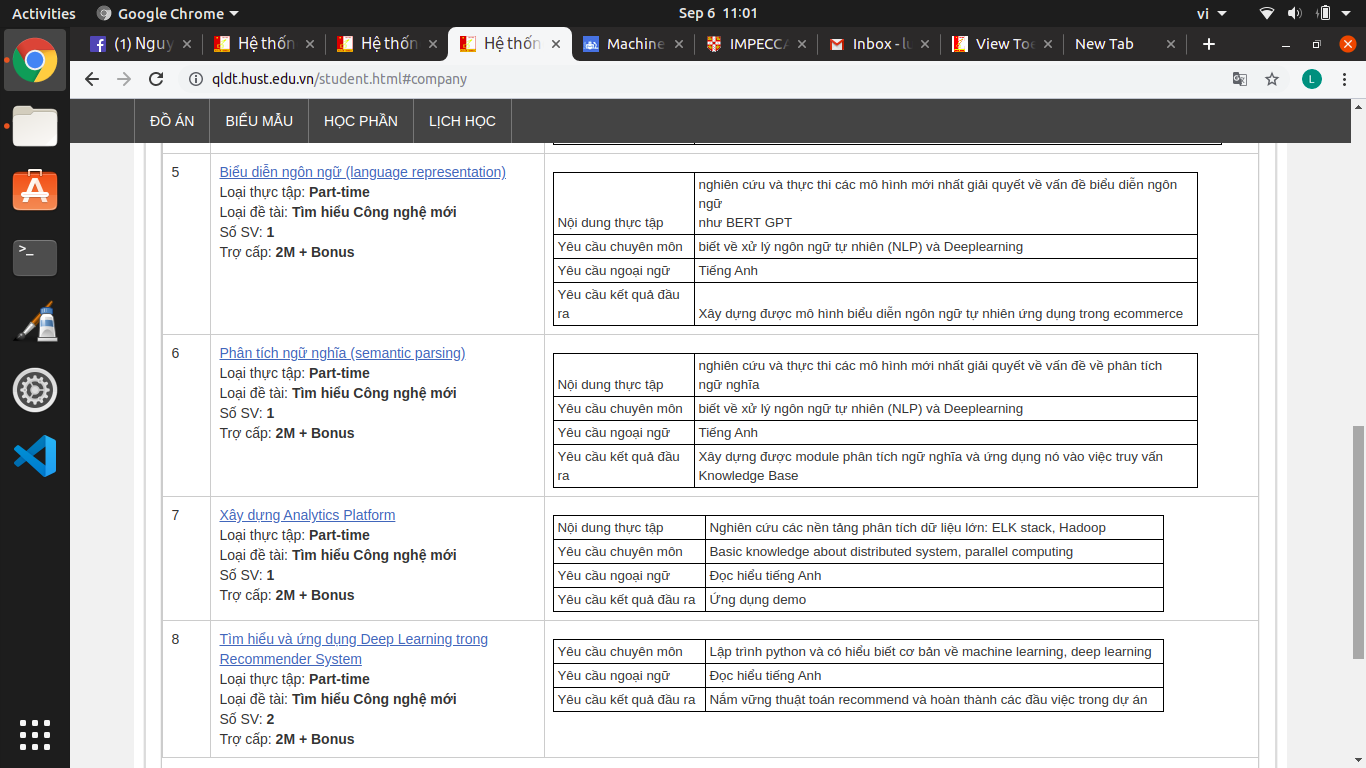 Activities Google Chrome Sep 6 11:01 vi
(1) Nguy Hệ thốn Hệ thốn Hệ thốn Machine IMPECCA Inbox - lu View Toe New Tab
qldt.hust.edu.vn/student.html#company L
ĐỒ ÁN BIỂU MẪU HỌC PHẦN LỊCH HỌC
5
Biểu diễn ngôn ngữ (language representation)
Loại thực tập: Part-time
Loại đề tài: Tìm hiểu Công nghệ mới
Số SV: 1
Trợ cấp: 2M + Bonus
Nội dung thực tập
nghiên cứu và thực thi các mô hình mới nhất giải quyết về vấn đề biểu diễn ngôn
ngữ
như BERT GPT
Yêu cầu chuyên môn
biết về xử lý ngôn ngữ tự nhiên (NLP) và Deeplearning
Yêu cầu ngoại ngữ
Tiếng Anh
Yêu cầu kết quả đầu
ra
Xây dựng được mô hình biểu diễn ngôn ngữ tự nhiên ứng dụng trong ecommerce
6
Phân tích ngữ nghĩa (semantic parsing)
Loại thực tập: Part-time
Loại đề tài: Tìm hiểu Công nghệ mới
Số SV: 1
Trợ cấp: 2M + Bonus
Nội dung thực tập
nghiên cứu và thực thi các mô hình mới nhất giải quyết về vấn đề về phân tích
ngữ nghĩa
Yêu cầu chuyên môn
biết về xử lý ngôn ngữ tự nhiên (NLP) và Deeplearning
Yêu cầu ngoại ngữ
Tiếng Anh
Yêu cầu kết quả đầu
ra
Xây dựng được module phân tích ngữ nghĩa và ứng dụng nó vào việc truy vấn
Knowledge Base
7
Xây dựng Analytics Platform
Loại thực tập: Part-time
Loại đề tài: Tìm hiểu Công nghệ mới
Số SV: 1
Trợ cấp: 2M + Bonus
Nội dung thực tập
Nghiên cứu các nền tảng phân tích dữ liệu lớn: ELK stack, Hadoop
Yêu cầu chuyên môn
Basic knowledge about distributed system, parallel computing
Yêu cầu ngoại ngữ
Đọc hiểu tiếng Anh
Yêu cầu kết quả đầu ra
Ứng dụng demo
8
Tìm hiểu và ứng dụng Deep Learning trong
Recommender System
Loại thực tập: Part-time
Loại đề tài: Tìm hiểu Công nghệ mới
Số SV: 2
Trợ cấp: 2M + Bonus
Yêu cầu chuyên môn
Lập trình python và có hiểu biết cơ bản về machine learning, deep learning
Yêu cầu ngoại ngữ
Đọc hiểu tiếng Anh
Yêu cầu kết quả đầu ra
Nắm vững thuật toán recommend và hoàn thành các đầu việc trong dự án